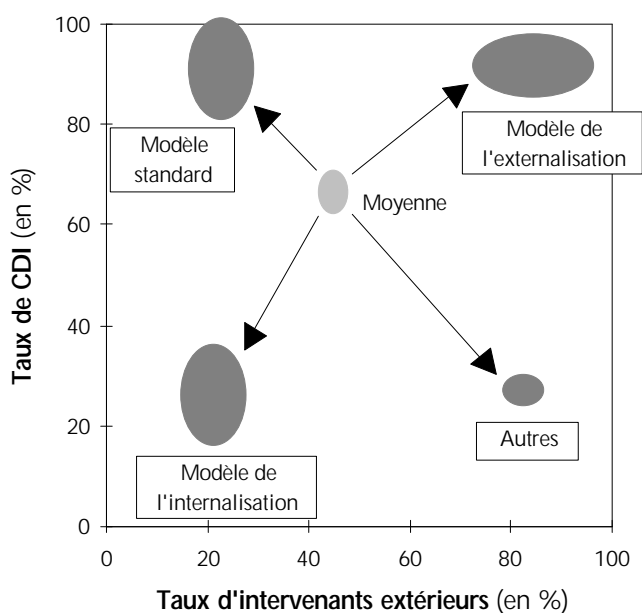 100
80
60
40
20
0
Taux de CDI (en %)
Modèle
standard
Modèle de
l'externalisation
Moyenne
Modèle de
l'internalisation
Autres
0 20 40 60 80 100
Taux d'intervenants extérieurs (en %)